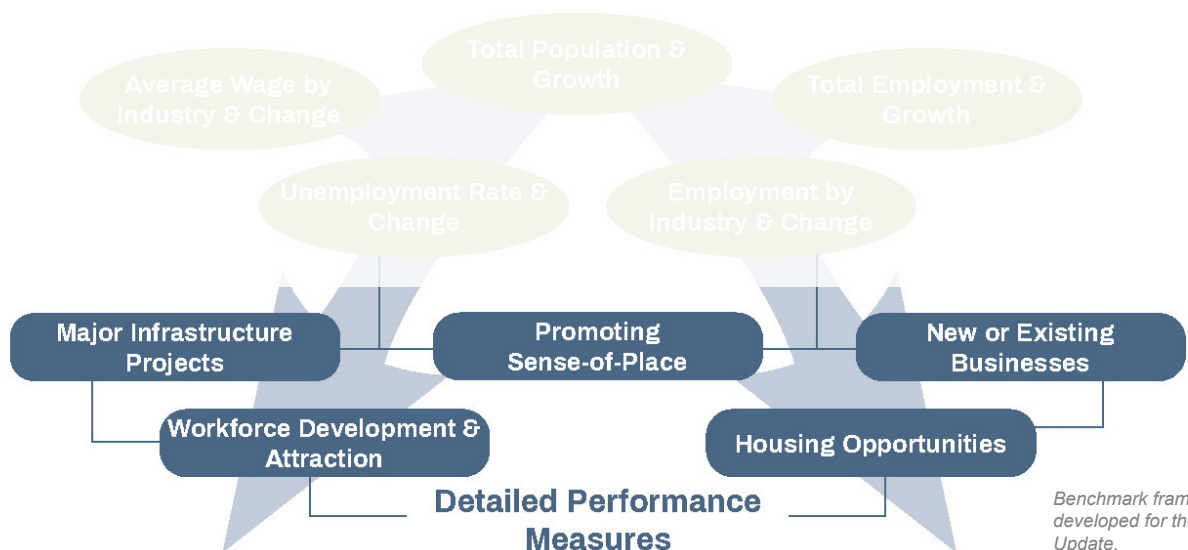 Total Population &
Growth
Average Wage by
Industry & Change
Total Employment &
Growth
Unemployment Rate &
Change
Employment by
Industry & Change
Major Infrastructure
Projects
Promoting
Sense-of-Place
New or Existing
Businesses
Workforce Development &
Attraction
Housing Opportunities
Detailed Performance
Measures
Benchmark fram
developed for the
Update.